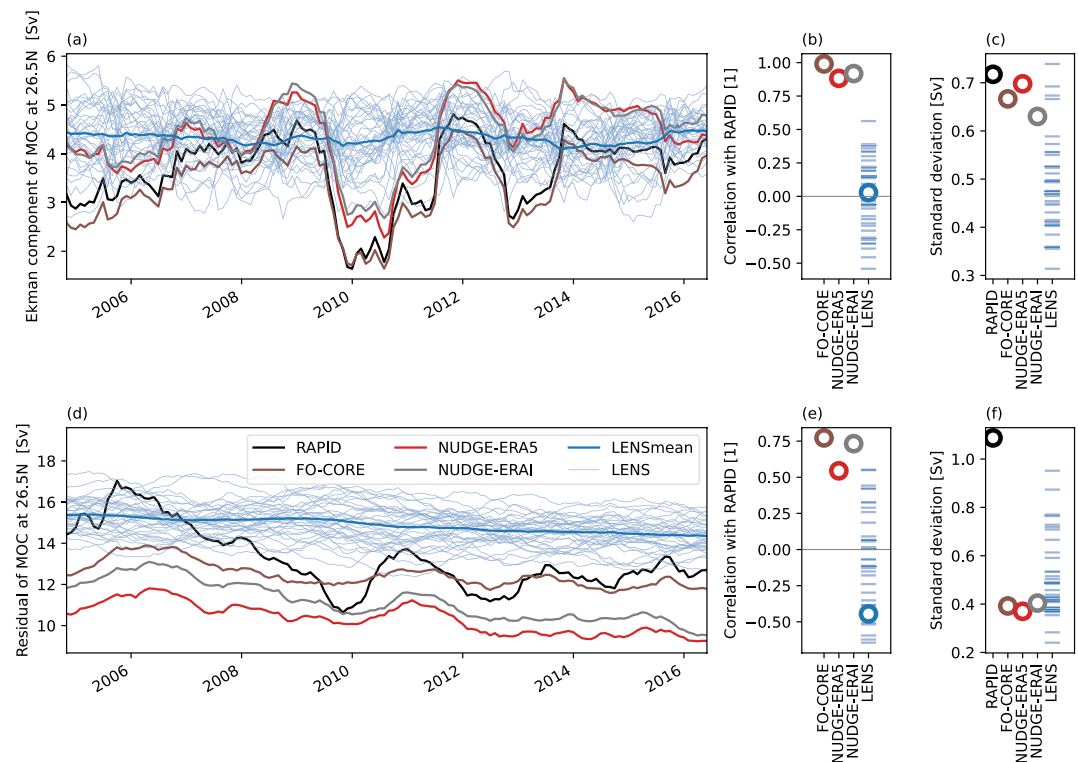 (a)
Ekman component of MOC at 26.5N [Sv]
6
5
4
3
2
2006
2008
2010
2012
2014
2016
(b)
Correlation with RAPID [1]
1.00
0.75
0.50
0.25
0.00
−0.25
−0.50
FO-CORE
NUDGE-ERA5
NUDGE-ERAI
LENS
(c)
Standard deviation [Sv]
0.7
0.6
0.5
0.4
0.3
RAPID
FO-CORE
NUDGE-ERA5
NUDGE-ERAI
LENS
(d)
Residual of MOC at 26.5N [Sv]
18
16
14
12
10
RAPID
FO-CORE
NUDGE-ERA5
NUDGE-ERAI
LENSmean
LENS
2006
2008
2010
2012
2014
2016
(e)
Correlation with RAPID [1]
0.75
0.50
0.25
0.00
−0.25
−0.50
FO-CORE
NUDGE-ERA5
NUDGE-ERAI
LENS
(f)
Standard deviation [Sv]
1.0
0.8
0.6
0.4
0.2
RAPID
FO-CORE
NUDGE-ERA5
NUDGE-ERAI
LENS